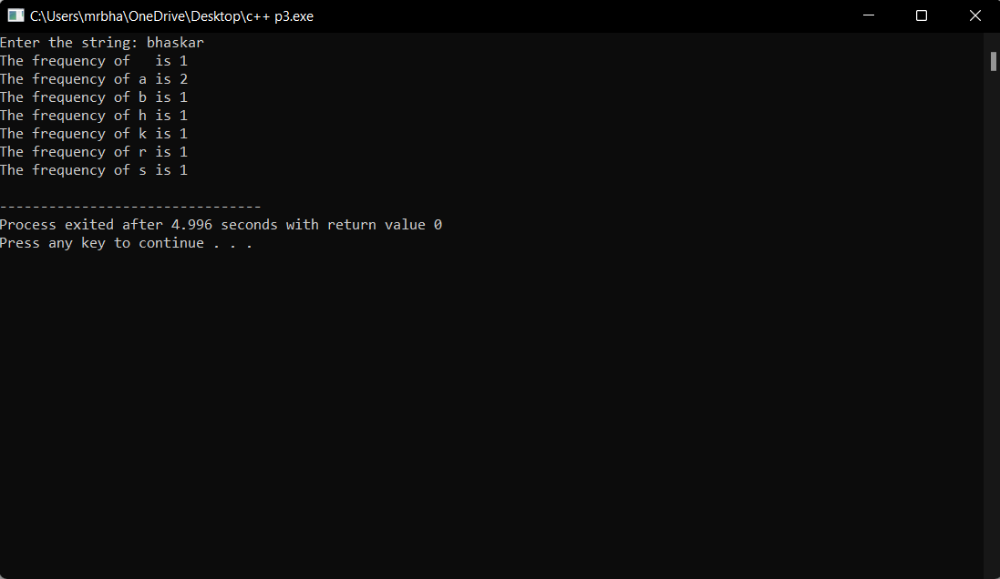 C:\Users\mrbha\OneDrive\Desktop\c++ p3.exe
Enter the string: bhaskar
The frequency of   is 1
The frequency of a is 2
The frequency of b is 1
The frequency of h is 1
The frequency of k is 1
The frequency of r is 1
The frequency of s is 1
--------------------------------
Process exited after 4.996 seconds with return value 0
Press any key to continue . . .